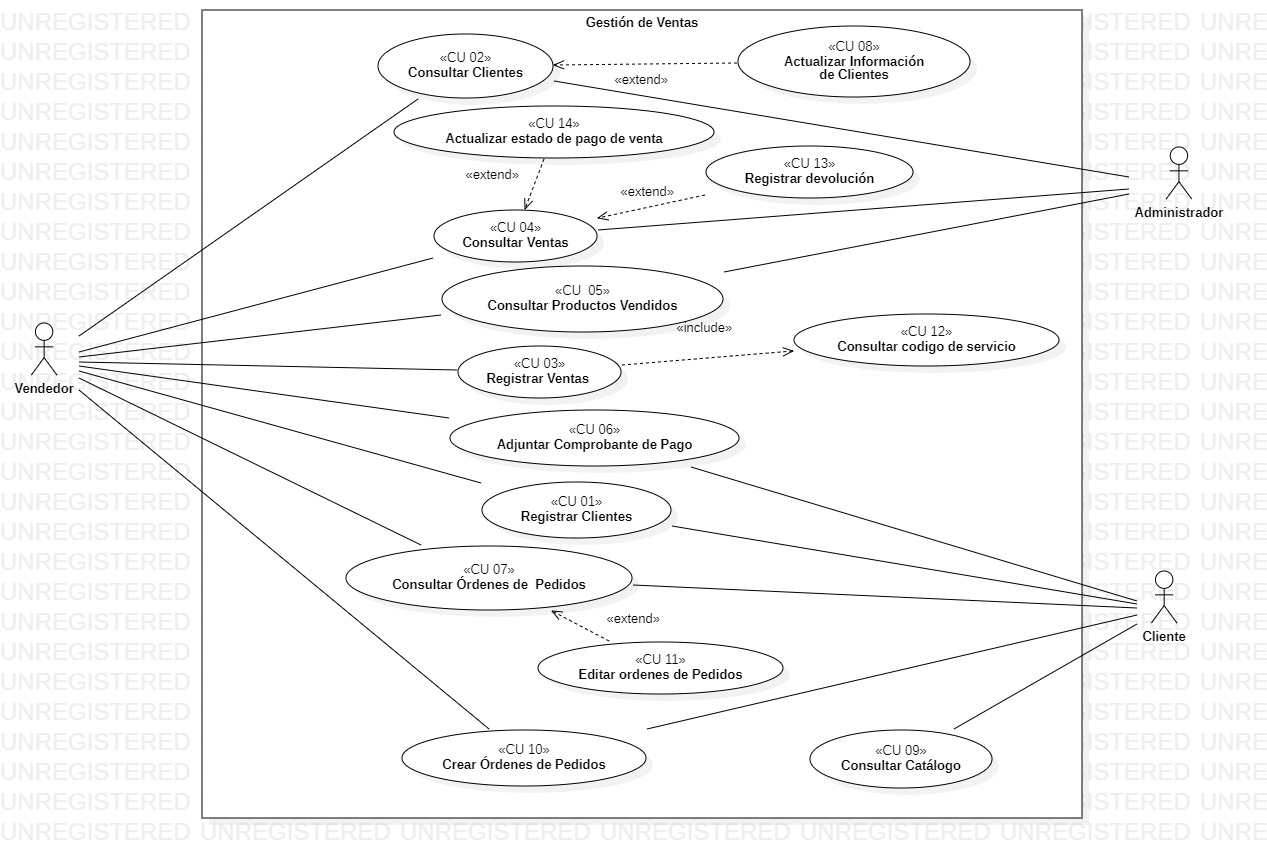 Gestión de Ventas
«CU 02»
Consultar Clientes
«CU 08»
Actualizar Información
de Clientes
«extend»
«CU 14»
Actualizar estado de pago de venta
«extend»
«CU 13»
Registrar devolución
«extend»
Administrador
«CU 04»
Consultar Ventas
«CU  05»
Consultar Productos Vendidos
«include»
«CU 12»
Consultar codigo de servicio
Vendedor
«CU 03»
Registrar Ventas
«CU 06»
Adjuntar Comprobante de Pago
«CU 01»
Registrar Clientes
«CU 07»
Consultar Órdenes de  Pedidos
«extend»
Cliente
«CU 11»
Editar ordenes de Pedidos
«CU 10»
Crear Órdenes de Pedidos
«CU 09»
Consultar Catálogo
UNREGISTERED UNREGISTERED UNREGISTERED UNREGISTERED UNREGISTERED UNREGISTERED UNRE